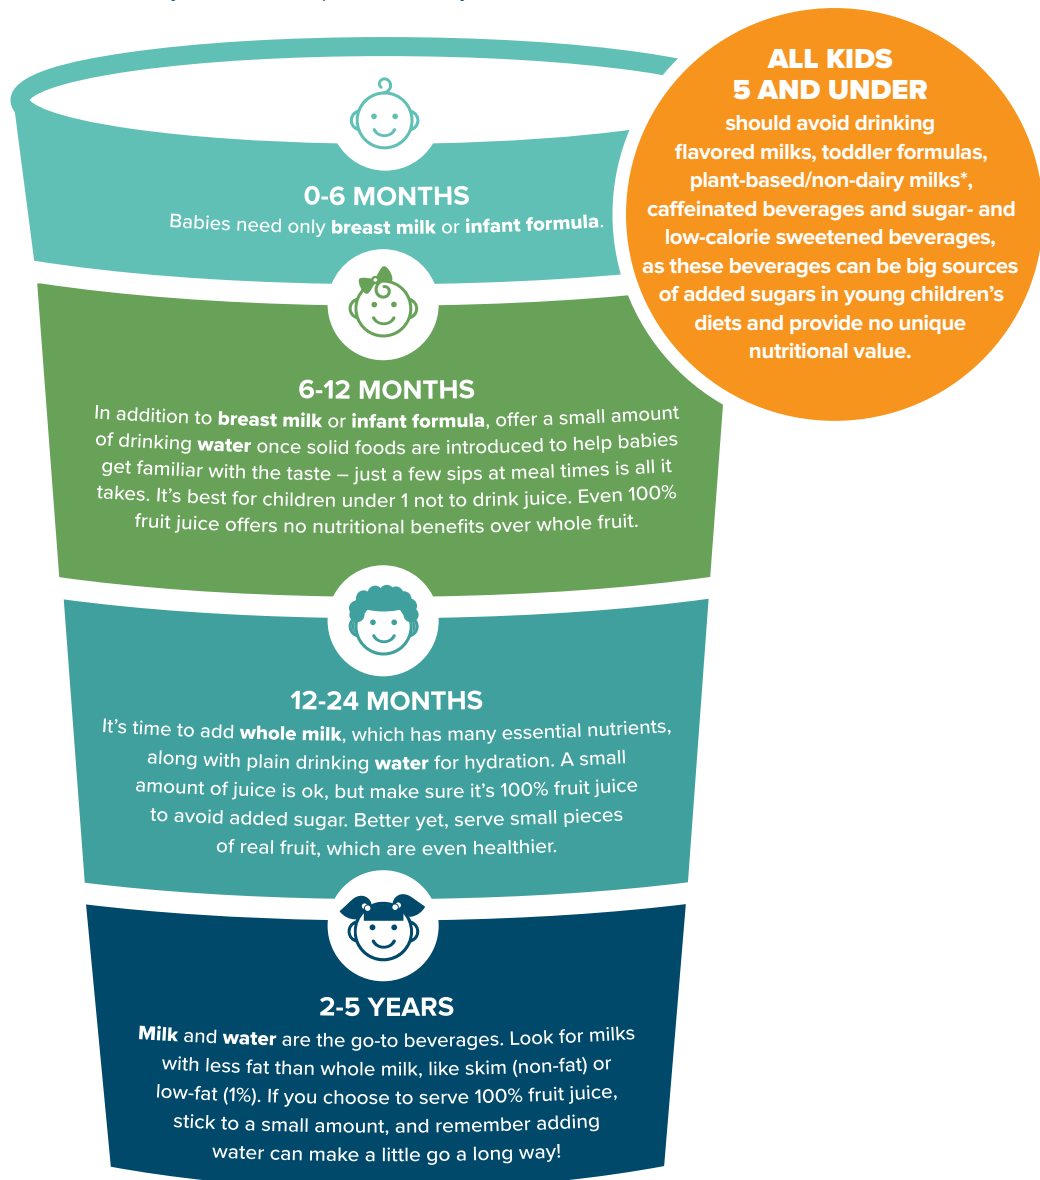 ALL KIDS
5 AND UNDER
should avoid drinking
flavored milks, toddler formulas,
plant-based/non-dairy milks*,
caffeinated beverages and sugar- and
low-calorie sweetened beverages,
as these beverages can be big sources
of added sugars in young children's
diets and provide no unique
nutritional value.
0-6 MONTHS
Babies need only breast milk or infant formula.
6-12 MONTHS
In addition to breast milk or infant formula, offer a small amount
of drinking water once solid foods are introduced to help babies
get familiar with the taste – just a few sips at meal times is all it
takes. It's best for children under 1 not to drink juice. Even 100%
fruit juice offers no nutritional benefits over whole fruit.
12-24 MONTHS
It's time to add whole milk, which has many essential nutrients,
along with plain drinking water for hydration. A small
amount of juice is ok, but make sure it's 100% fruit juice
to avoid added sugar. Better yet, serve small pieces
of real fruit, which are even healthier.
2-5 YEARS
Milk and water are the go-to beverages. Look for milks
with less fat than whole milk, like skim (non-fat) or
low-fat (1%). If you choose to serve 100% fruit juice,
stick to a small amount, and remember adding
water can make a little go a long way!